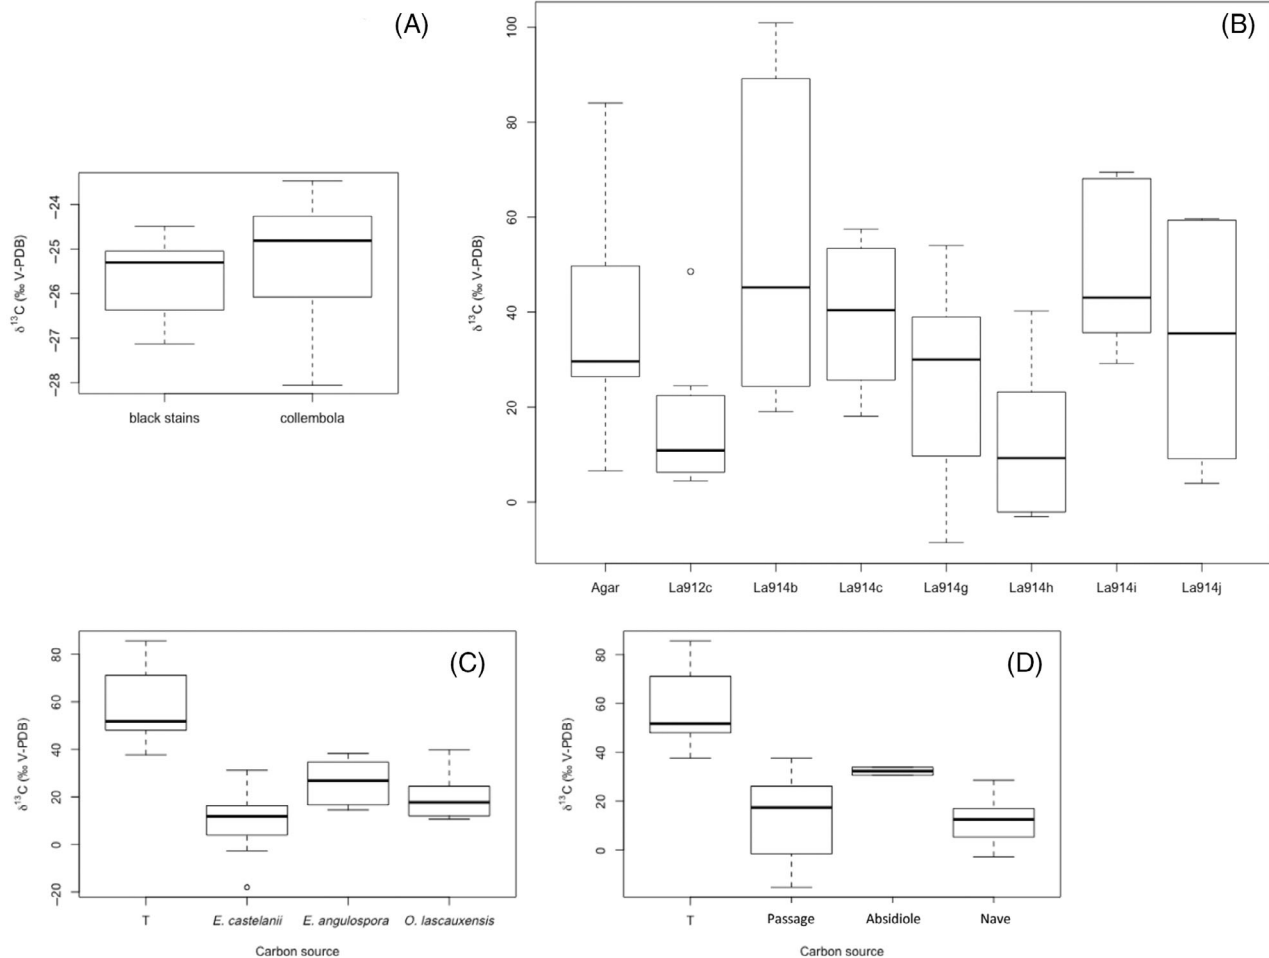 (A)
δ¹³C (‰ V-PDB)
−24
−25
−26
−27
−28
black stains collembola
(B)
δ¹³C (‰ V-PDB)
100
80
60
40
20
0
Agar La912c La914b La914c La914g La914h La914i La914j
(C)
δ¹³C (‰ V-PDB)
80
60
40
20
0
−20
T E. castelanii E. angulospora O. lascauxensis
Carbon source
(D)
δ¹³C (‰ V-PDB)
80
60
40
20
0
T Passage Absidiole Nave
Carbon source